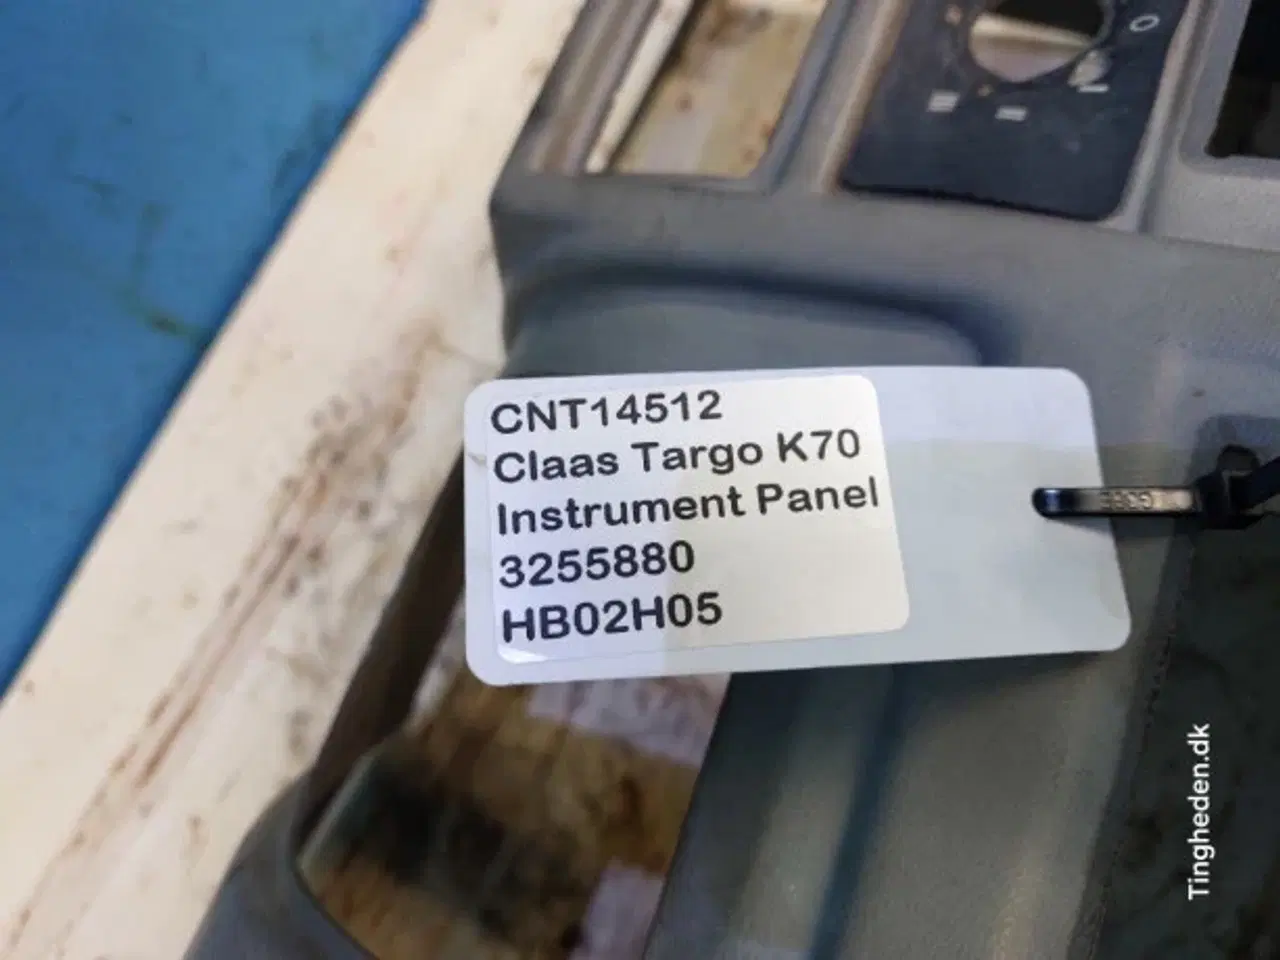 CNT14512
Claas Targo K70
Instrument Panel
3255880
HB02H05
Tingheden.dk